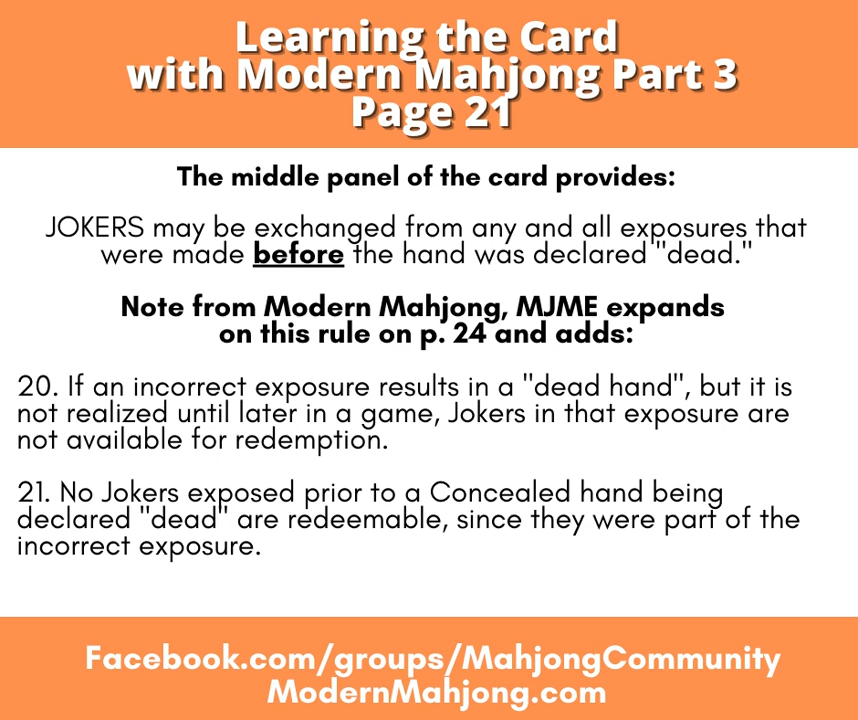 Learning the Card
with Modern Mahjong Part 3
Page 21
The middle panel of the card provides:
JOKERS may be exchanged from any and all exposures that
were made before the hand was declared "dead."
Note from Modern Mahjong, MJME expands
on this rule on p. 24 and adds:
20. If an incorrect exposure results in a "dead hand", but it is
not realized until later in a game, Jokers in that exposure are
not available for redemption.
21. No Jokers exposed prior to a Concealed hand being
declared "dead" are redeemable, since they were part of the
incorrect exposure.
Facebook.com/groups/MahjongCommunity
ModernMahjong.com